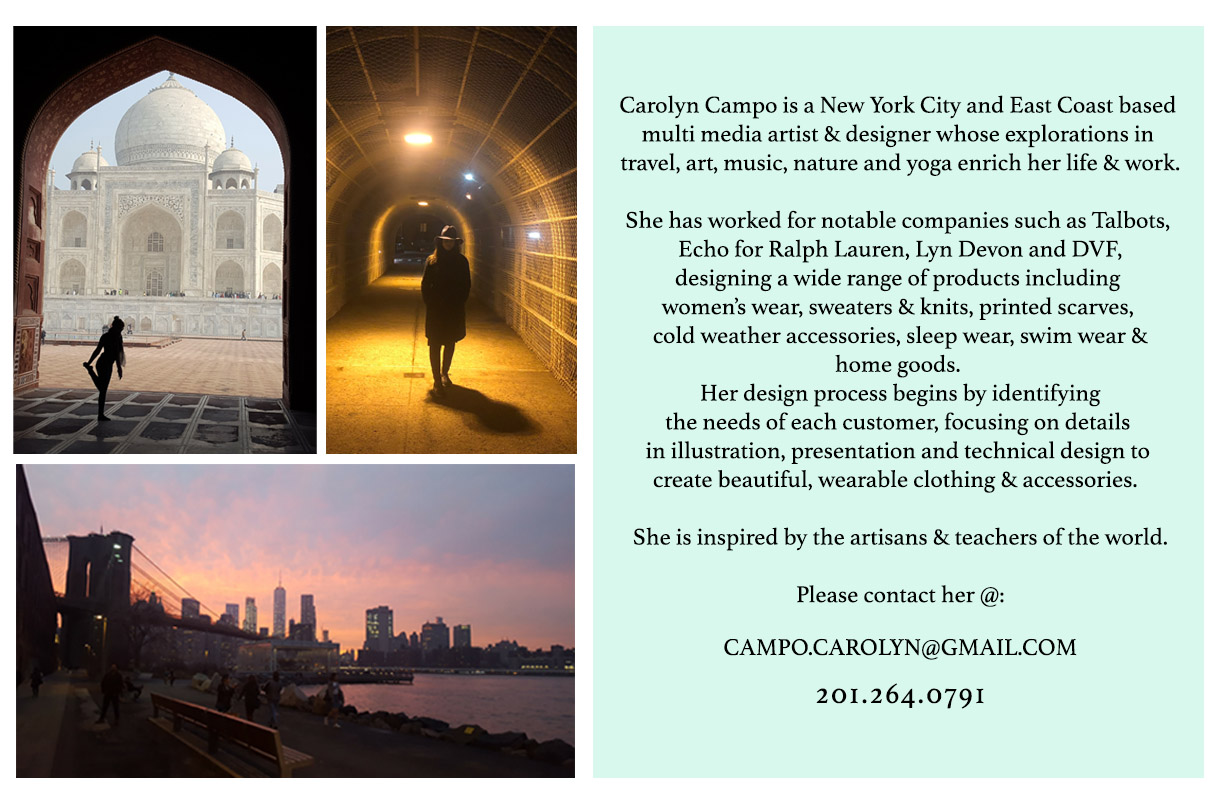 Carolyn Campo is a New York City and East Coast based
multi media artist & designer whose explorations in
travel, art, music, nature and yoga enrich her life & work.
She has worked for notable companies such as Talbots,
Echo for Ralph Lauren, Lyn Devon and DVF,
designing a wide range of products including
women’s wear, sweaters & knits, printed scarves,
cold weather accessories, sleep wear, swim wear &
home goods.
Her design process begins by identifying
the needs of each customer, focusing on details
in illustration, presentation and technical design to
create beautiful, wearable clothing & accessories.
She is inspired by the artisans & teachers of the world.
Please contact her @:
CAMPO.CAROLYN@GMAIL.COM
201.264.0791